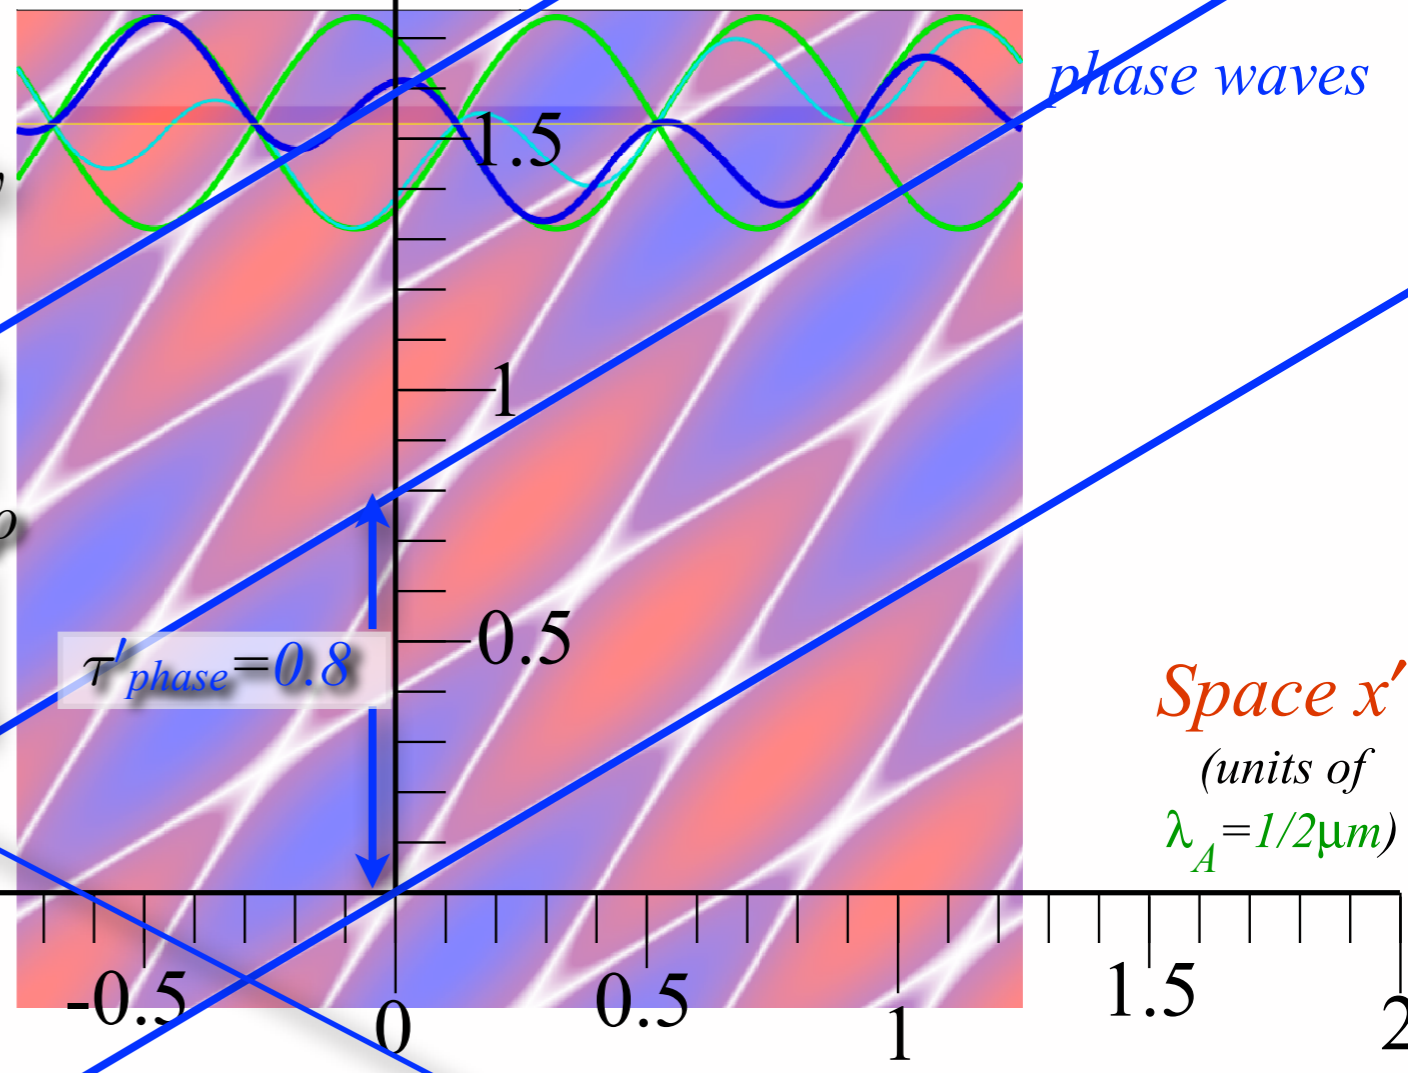 phase waves
1.5
1
0.5
τ′phase=0.8
Space x′
(units of
λA=1/2μm)
-0.5
0
0.5
1
1.5
2